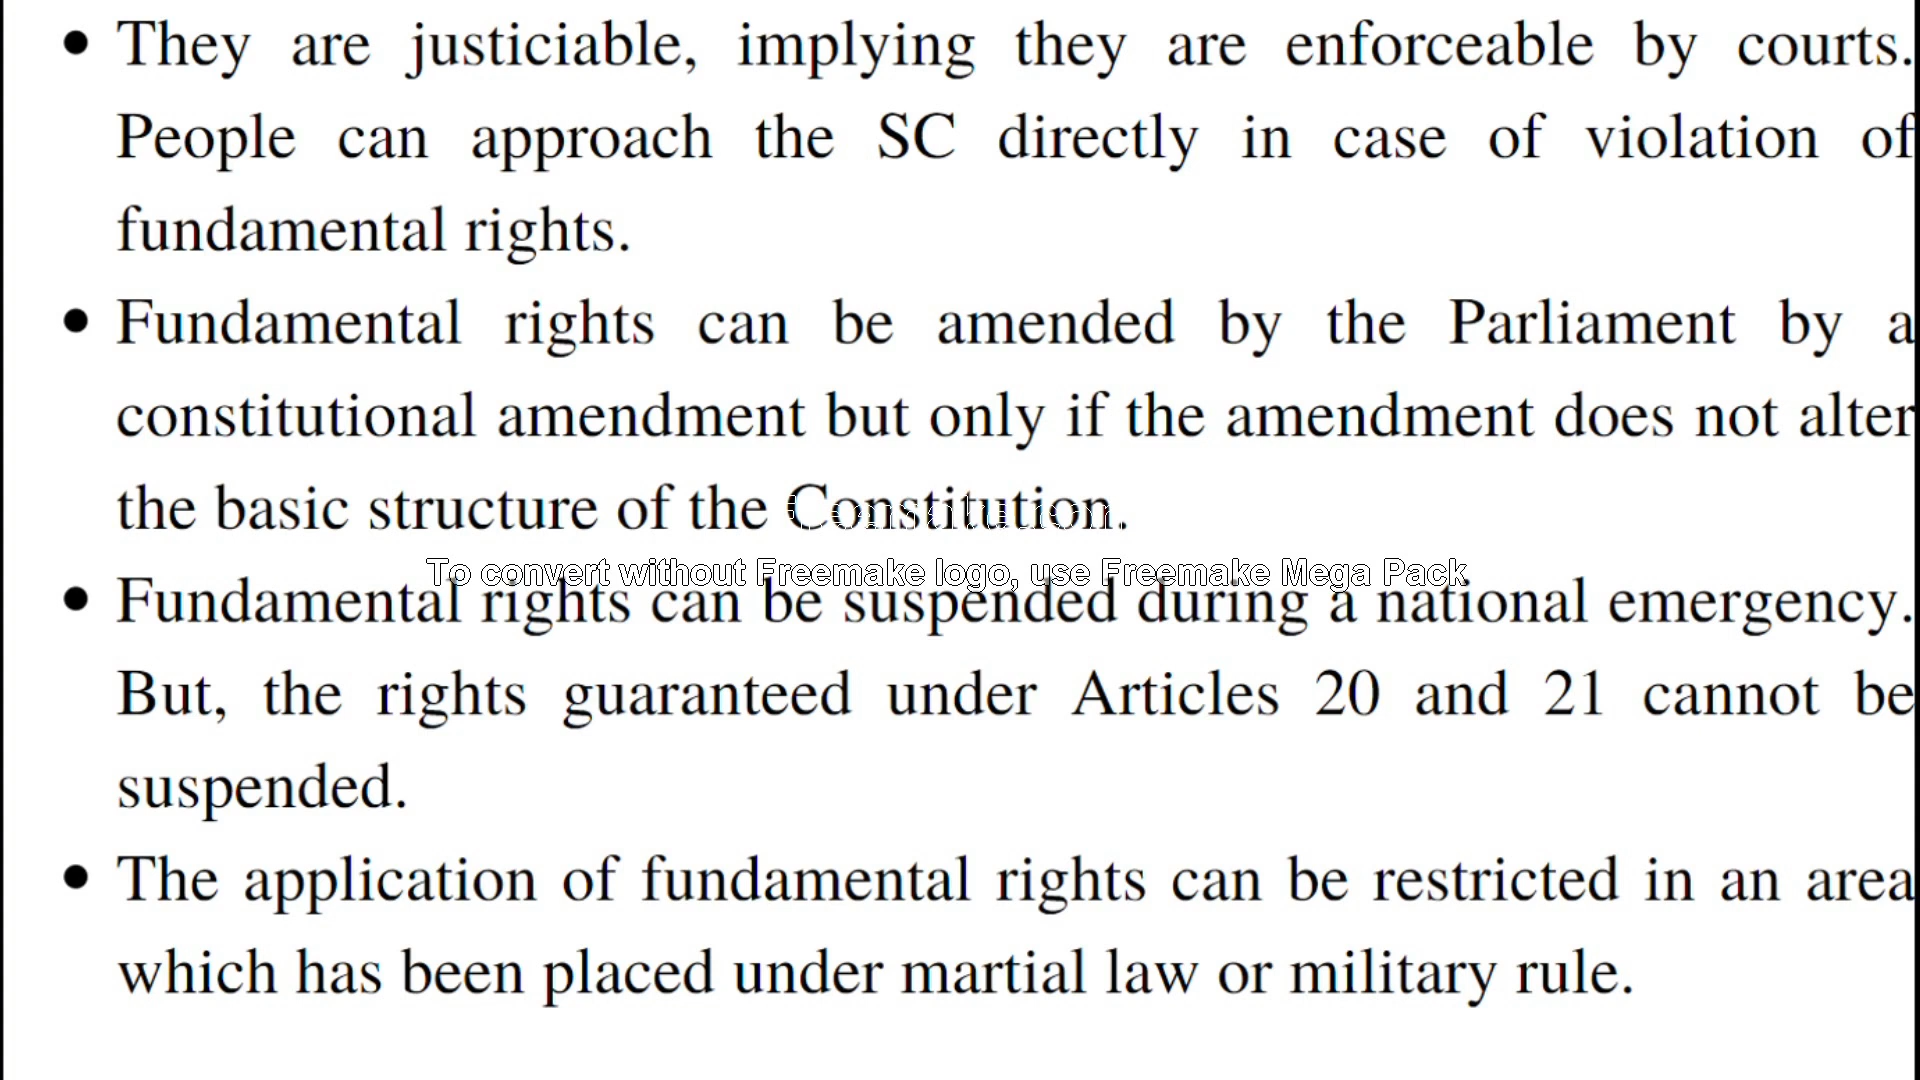 • They are justiciable, implying they are enforceable by courts.
People can approach the SC directly in case of violation of
fundamental rights.
• Fundamental rights can be amended by the Parliament by a
constitutional amendment but only if the amendment does not alter
the basic structure of the Constitution.
Freemake.com
To convert without Freemake logo, use Freemake Mega Pack
• Fundamental rights can be suspended during a national emergency.
But, the rights guaranteed under Articles 20 and 21 cannot be
suspended.
• The application of fundamental rights can be restricted in an area
which has been placed under martial law or military rule.